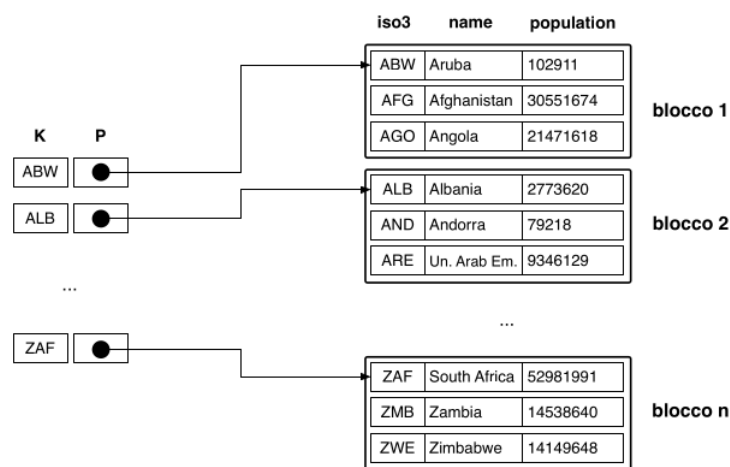 iso3 name population
ABW Aruba 102911
AFG Afghanistan 30551674
AGO Angola 21471618
blocco 1
K P
ABW
ALB Albania 2773620
AND Andorra 79218
ARE Un. Arab Em. 9346129
blocco 2
ALB
...
...
ZAF
ZAF South Africa 52981991
ZMB Zambia 14538640
ZWE Zimbabwe 14149648
blocco n